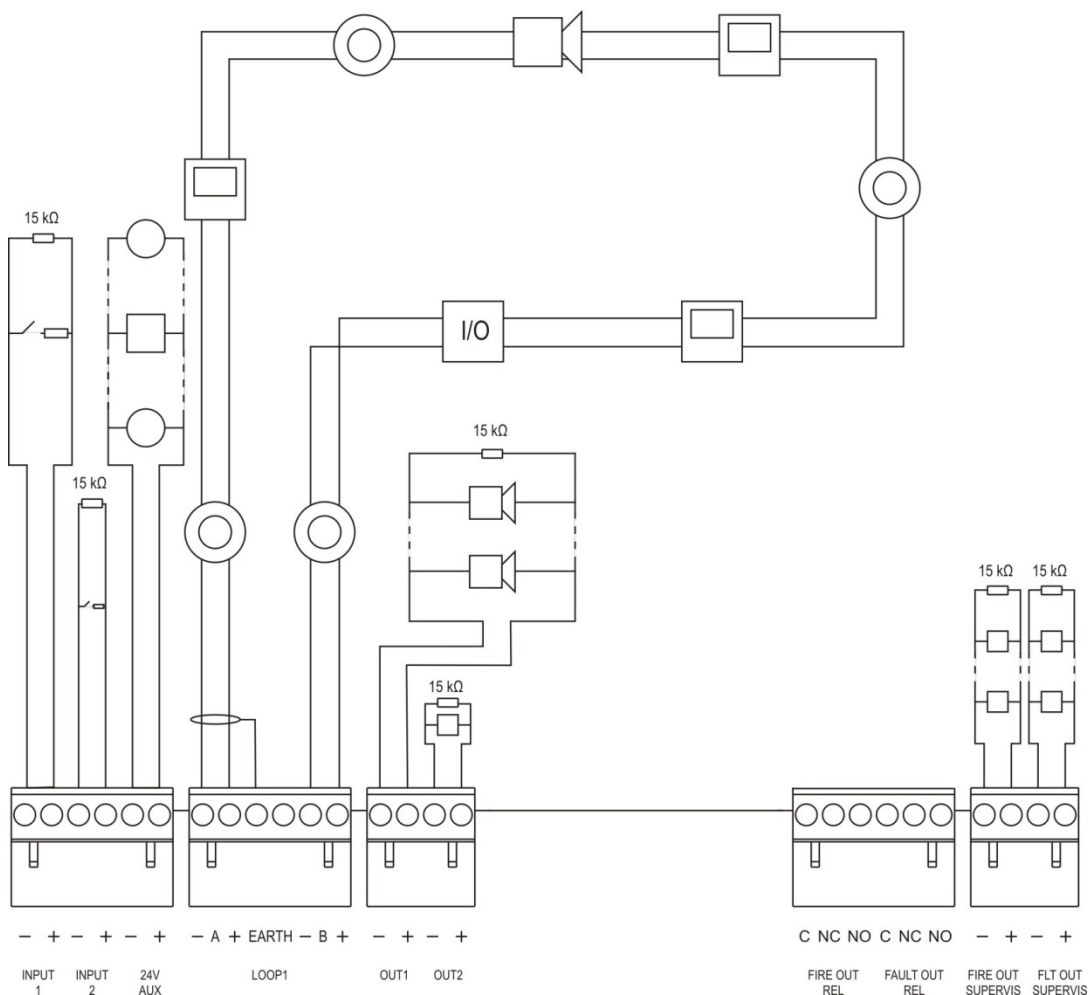 15 kΩ
I/O
15 kΩ
15 kΩ
15 kΩ
15 kΩ
15 kΩ
− + − + − + − A + EARTH − B + − + − + C NC NO C NC NO − + − +
INPUT 1
INPUT 2
24V AUX
LOOP1
OUT1
OUT2
FIRE OUT REL
FAULT OUT REL
FIRE OUT SUPERVIS
FLT OUT SUPERVIS